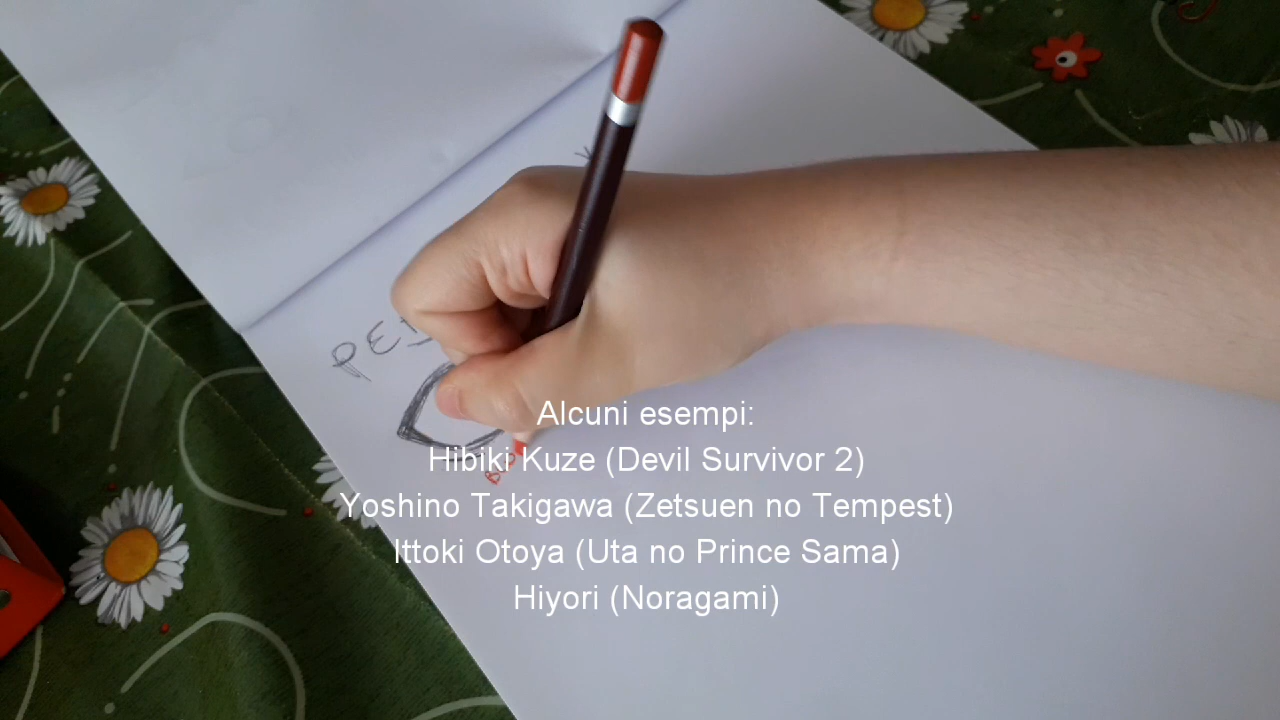 Alcuni esempi:
Hibiki Kuze (Devil Survivor 2)
Yoshino Takigawa (Zetsuen no Tempest)
Ittoki Otoya (Uta no Prince Sama)
Hiyori (Noragami)